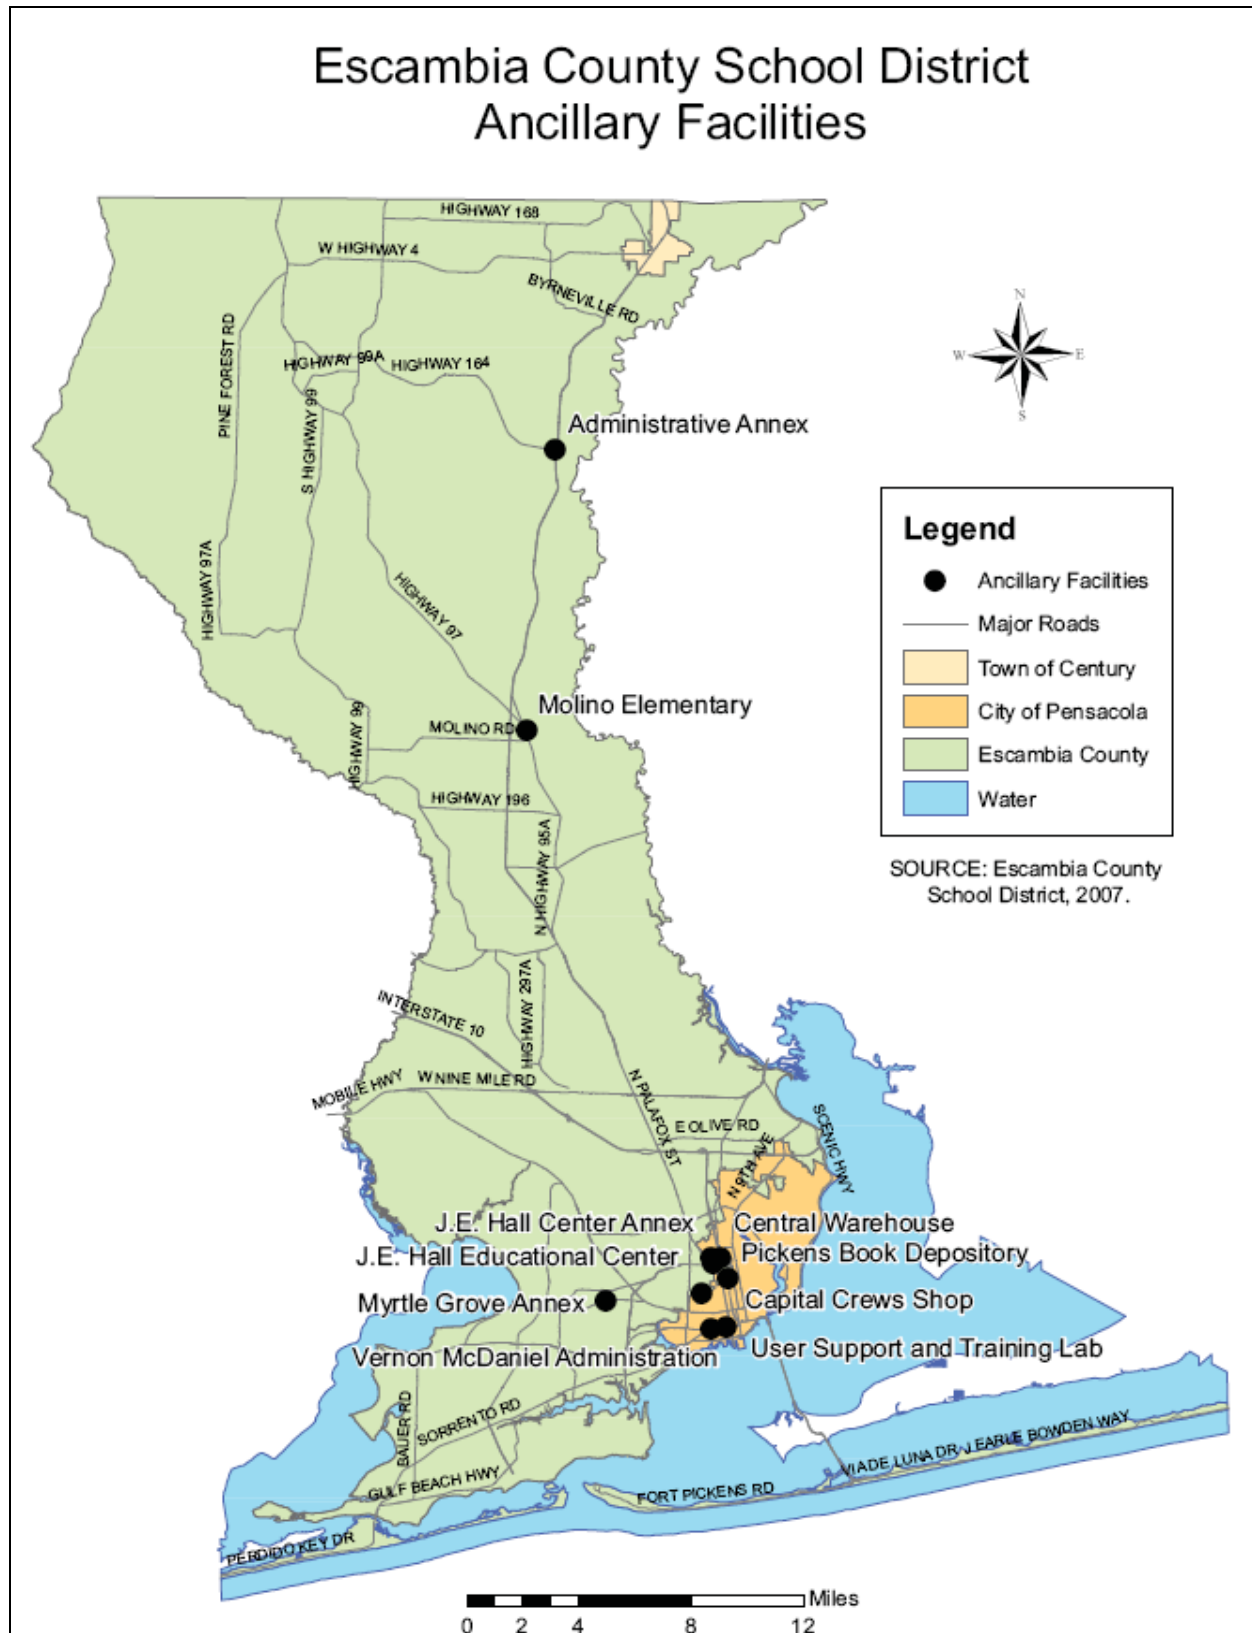 Escambia County School District
Ancillary Facilities
HIGHWAY 168
W HIGHWAY 4
BYRNEVILLE RD
PINE FOREST RD
HIGHWAY 99A
HIGHWAY 164
S HIGHWAY 99
Administrative Annex
HIGHWAY 97A
HIGHWAY 97
Molino Elementary
MOLINO RD
HIGHWAY 99
HIGHWAY 196
N HIGHWAY 95A
HIGHWAY 297A
INTERSTATE 10
MOBILE HWY
W NINE MILE RD
N PALAFOX ST
E OLIVE RD
N 9TH AVE
SCENIC HWY
J.E. Hall Center Annex
Central Warehouse
J.E. Hall Educational Center
Pickens Book Depository
Myrtle Grove Annex
Capital Crews Shop
Vernon McDaniel Administration
User Support and Training Lab
BAUER RD
SORRENTO RD
GULF BEACH HWY
PERDIDO KEY DR
FORT PICKENS RD
VIA DE LUNA DR
J EARLE BOWDEN WAY
N
W
E
S
Legend
Ancillary Facilities
Major Roads
Town of Century
City of Pensacola
Escambia County
Water
SOURCE: Escambia County
School District, 2007.
Miles
0 2 4 8 12